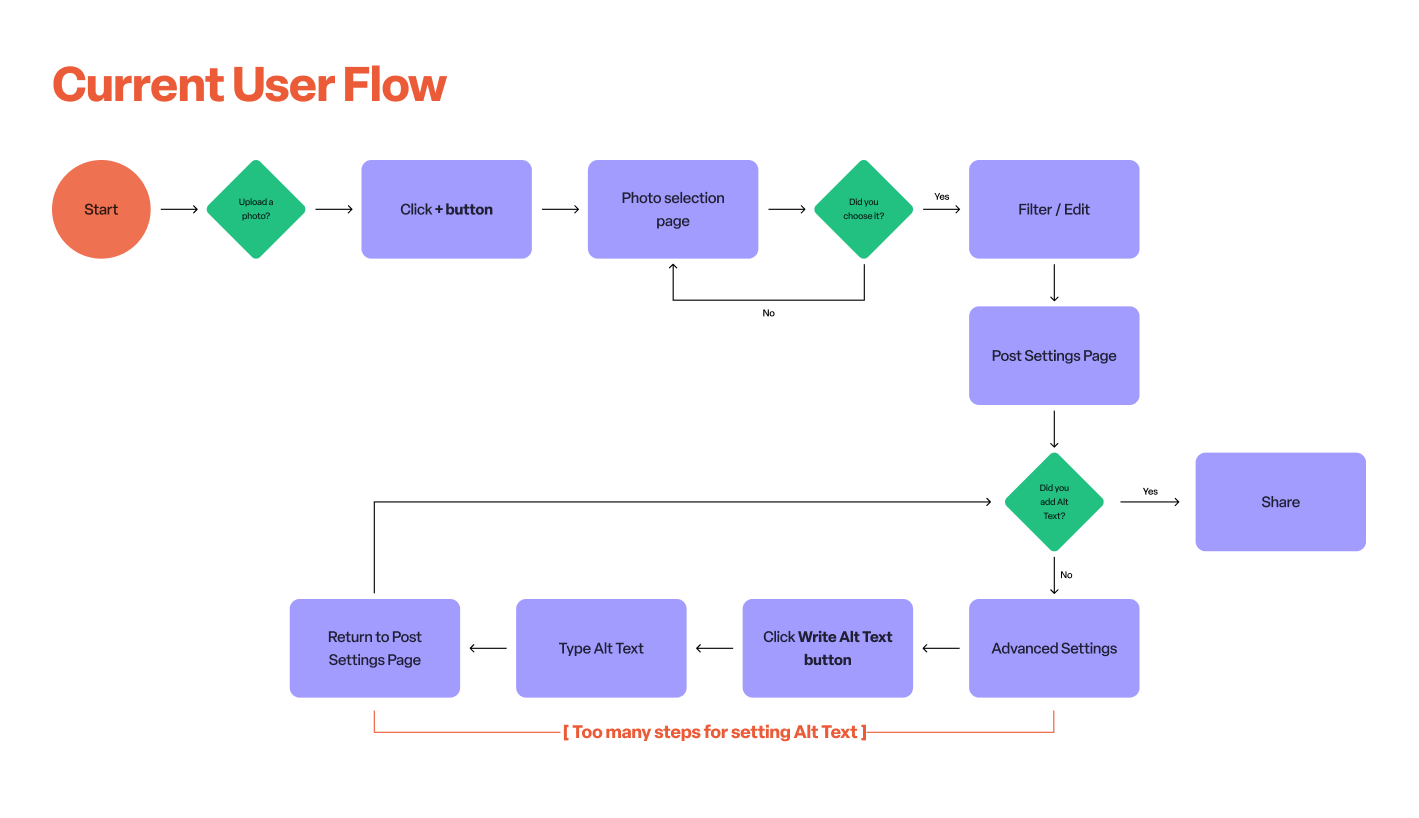 Current User Flow
Start
Upload a
photo?
Click + button
Photo selection
page
Did you
choose it?
Yes
Filter / Edit
No
Post Settings Page
Did you
add Alt
Text?
Yes
Share
No
Return to Post
Settings Page
Type Alt Text
Click Write Alt Text
button
Advanced Settings
[ Too many steps for setting Alt Text ]